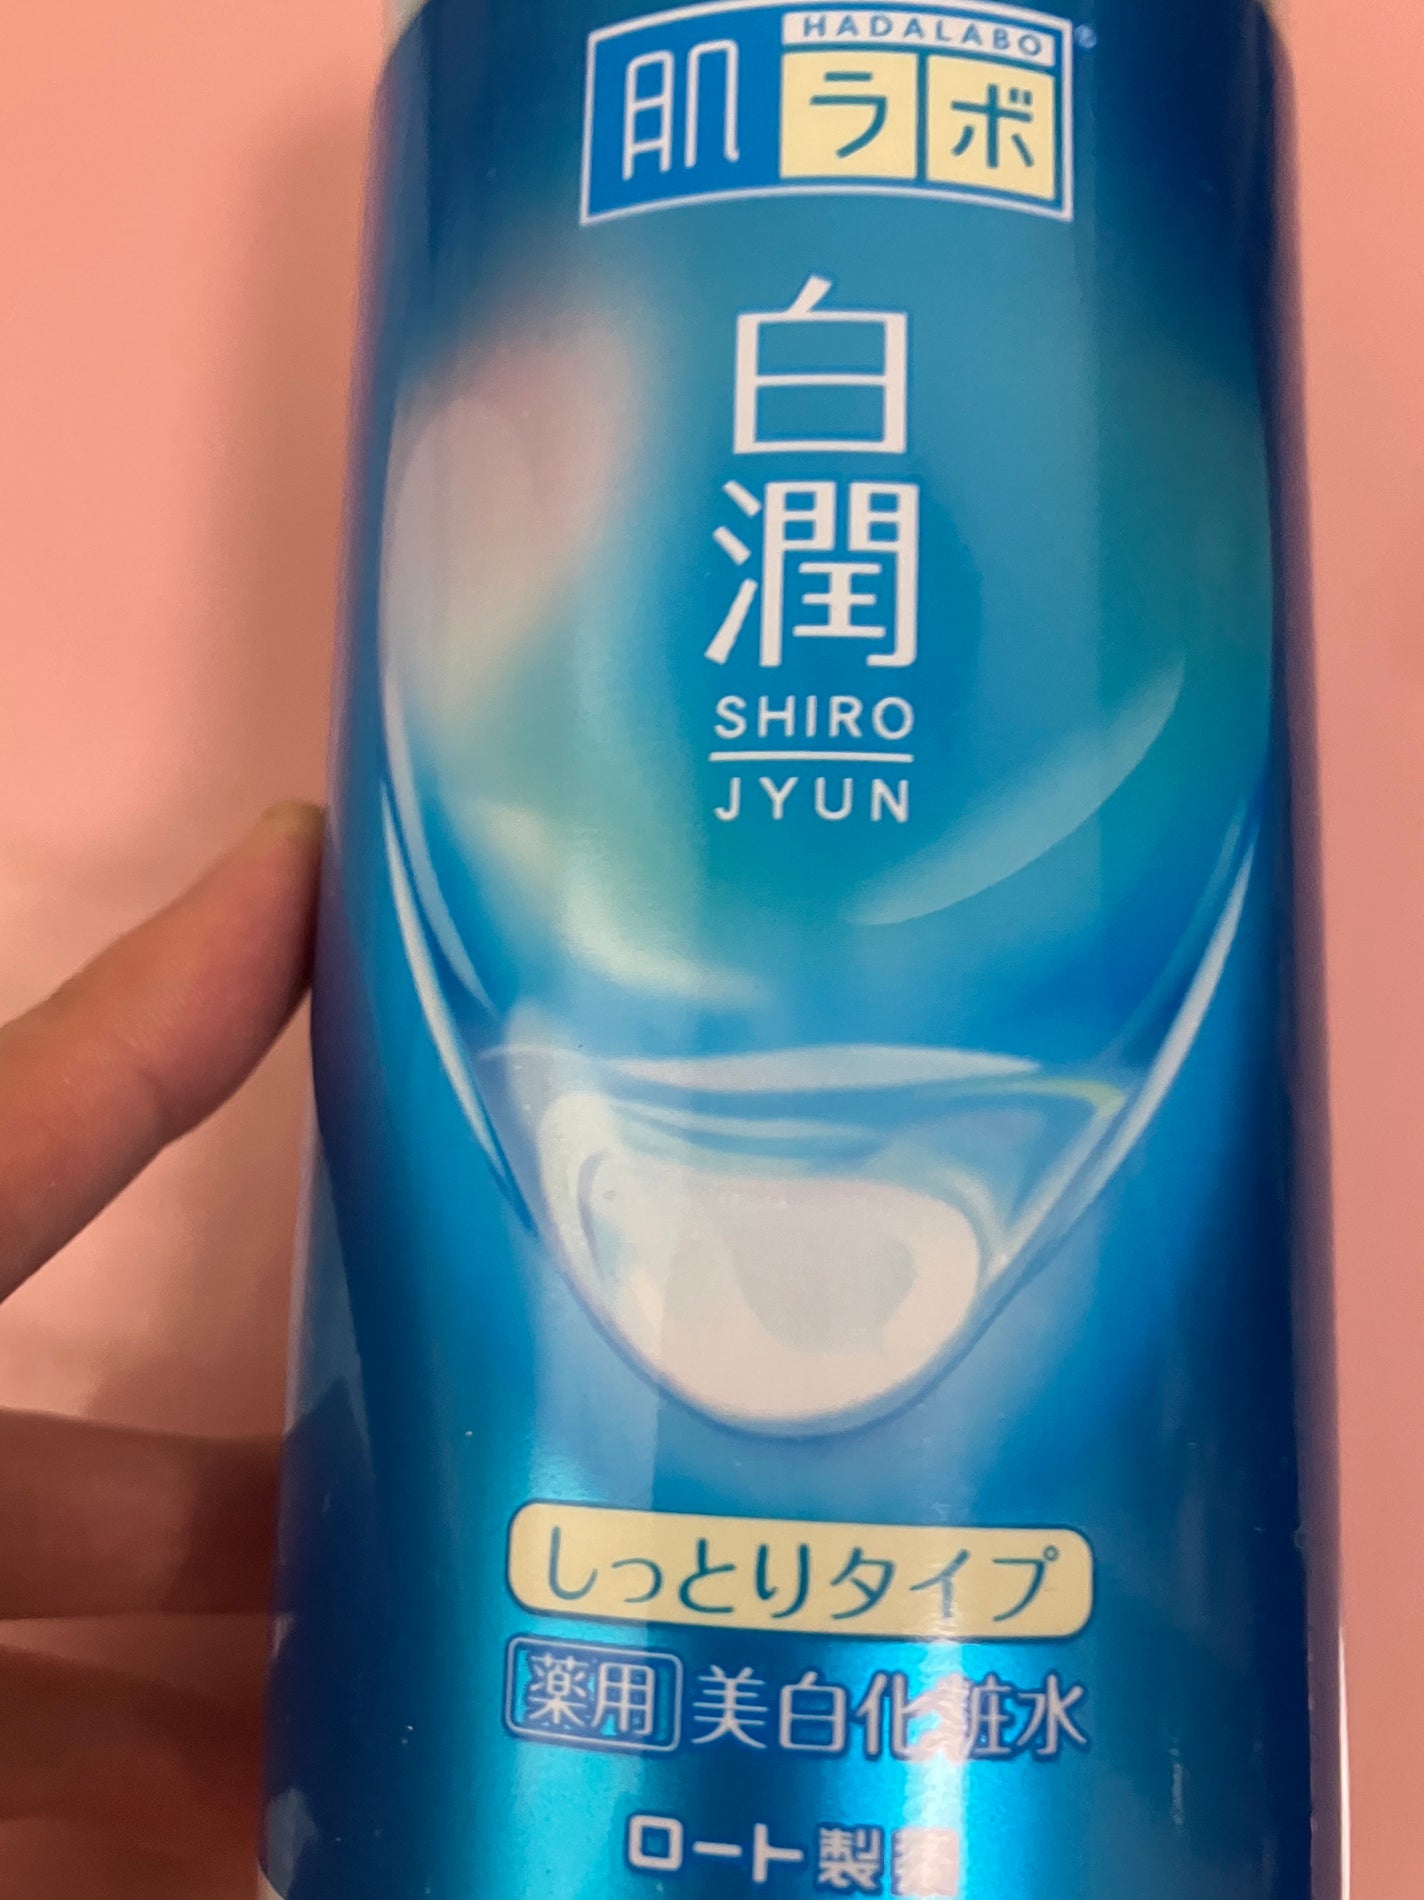 HADALABO
肌ラボ®
白潤
SHIRO
JYUN
しっとりタイプ
薬用 美白化粧水
ロート製薬